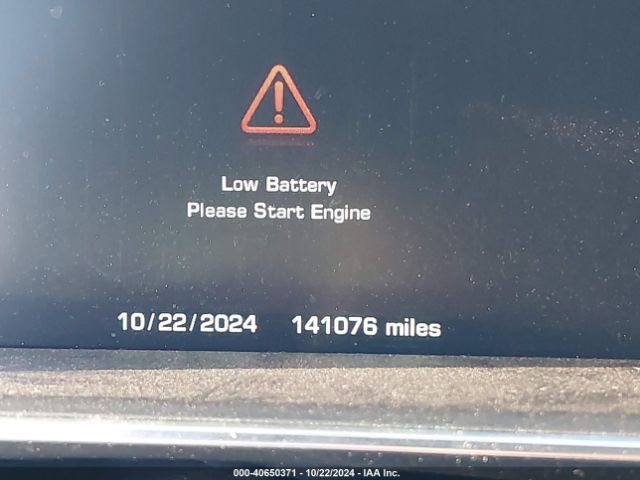 Low Battery
Please Start Engine
10/22/2024 141076 miles
000-40650371 - 10/22/2024 - IAA Inc.